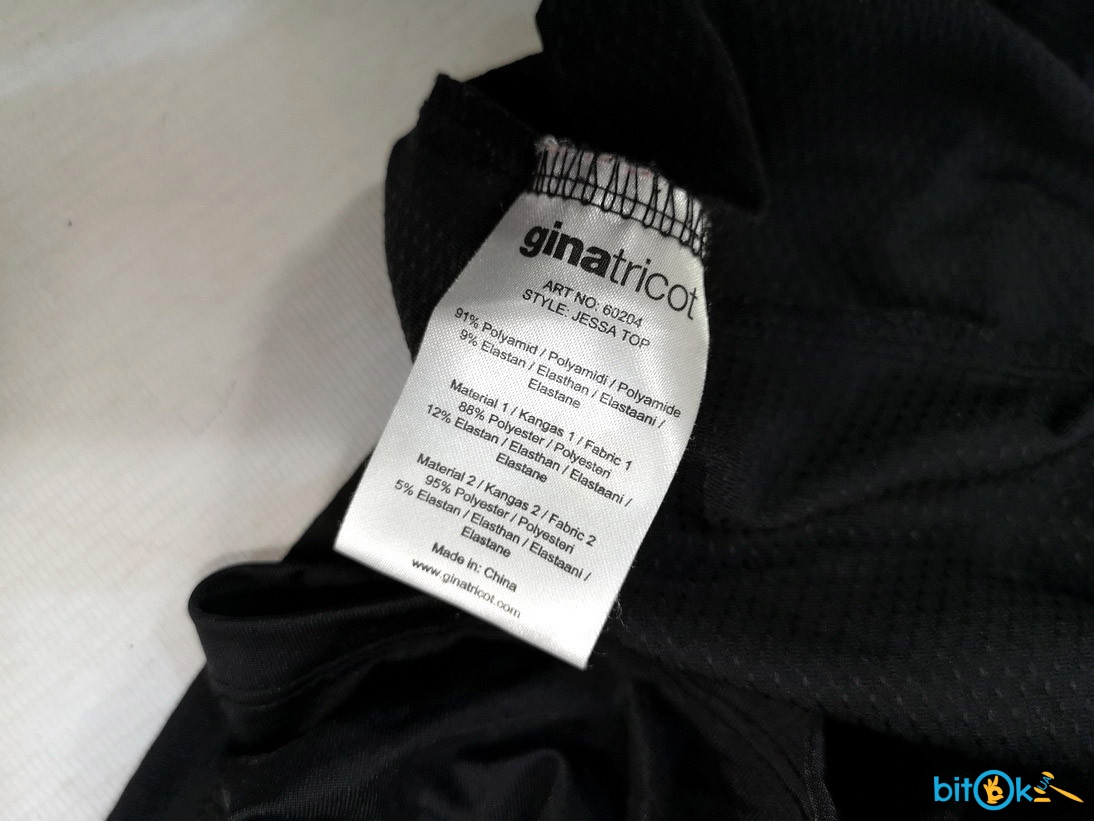 ginatricot
ART NO: 60204
STYLE: JESSA TOP
91% Polyamid / Polyamidi / Polyamide
9% Elastan / Elasthan / Elastaani /
Elastane
Material 1 / Kangas 1 / Fabric 1
88% Polyester / Polyesteri
12% Elastan / Elasthan / Elastaani /
Elastane
Material 2 / Kangas 2 / Fabric 2
95% Polyester / Polyesteri
5% Elastan / Elasthan / Elastaani /
Elastane
Made in: China
www.ginatricot.com
bitOk UA